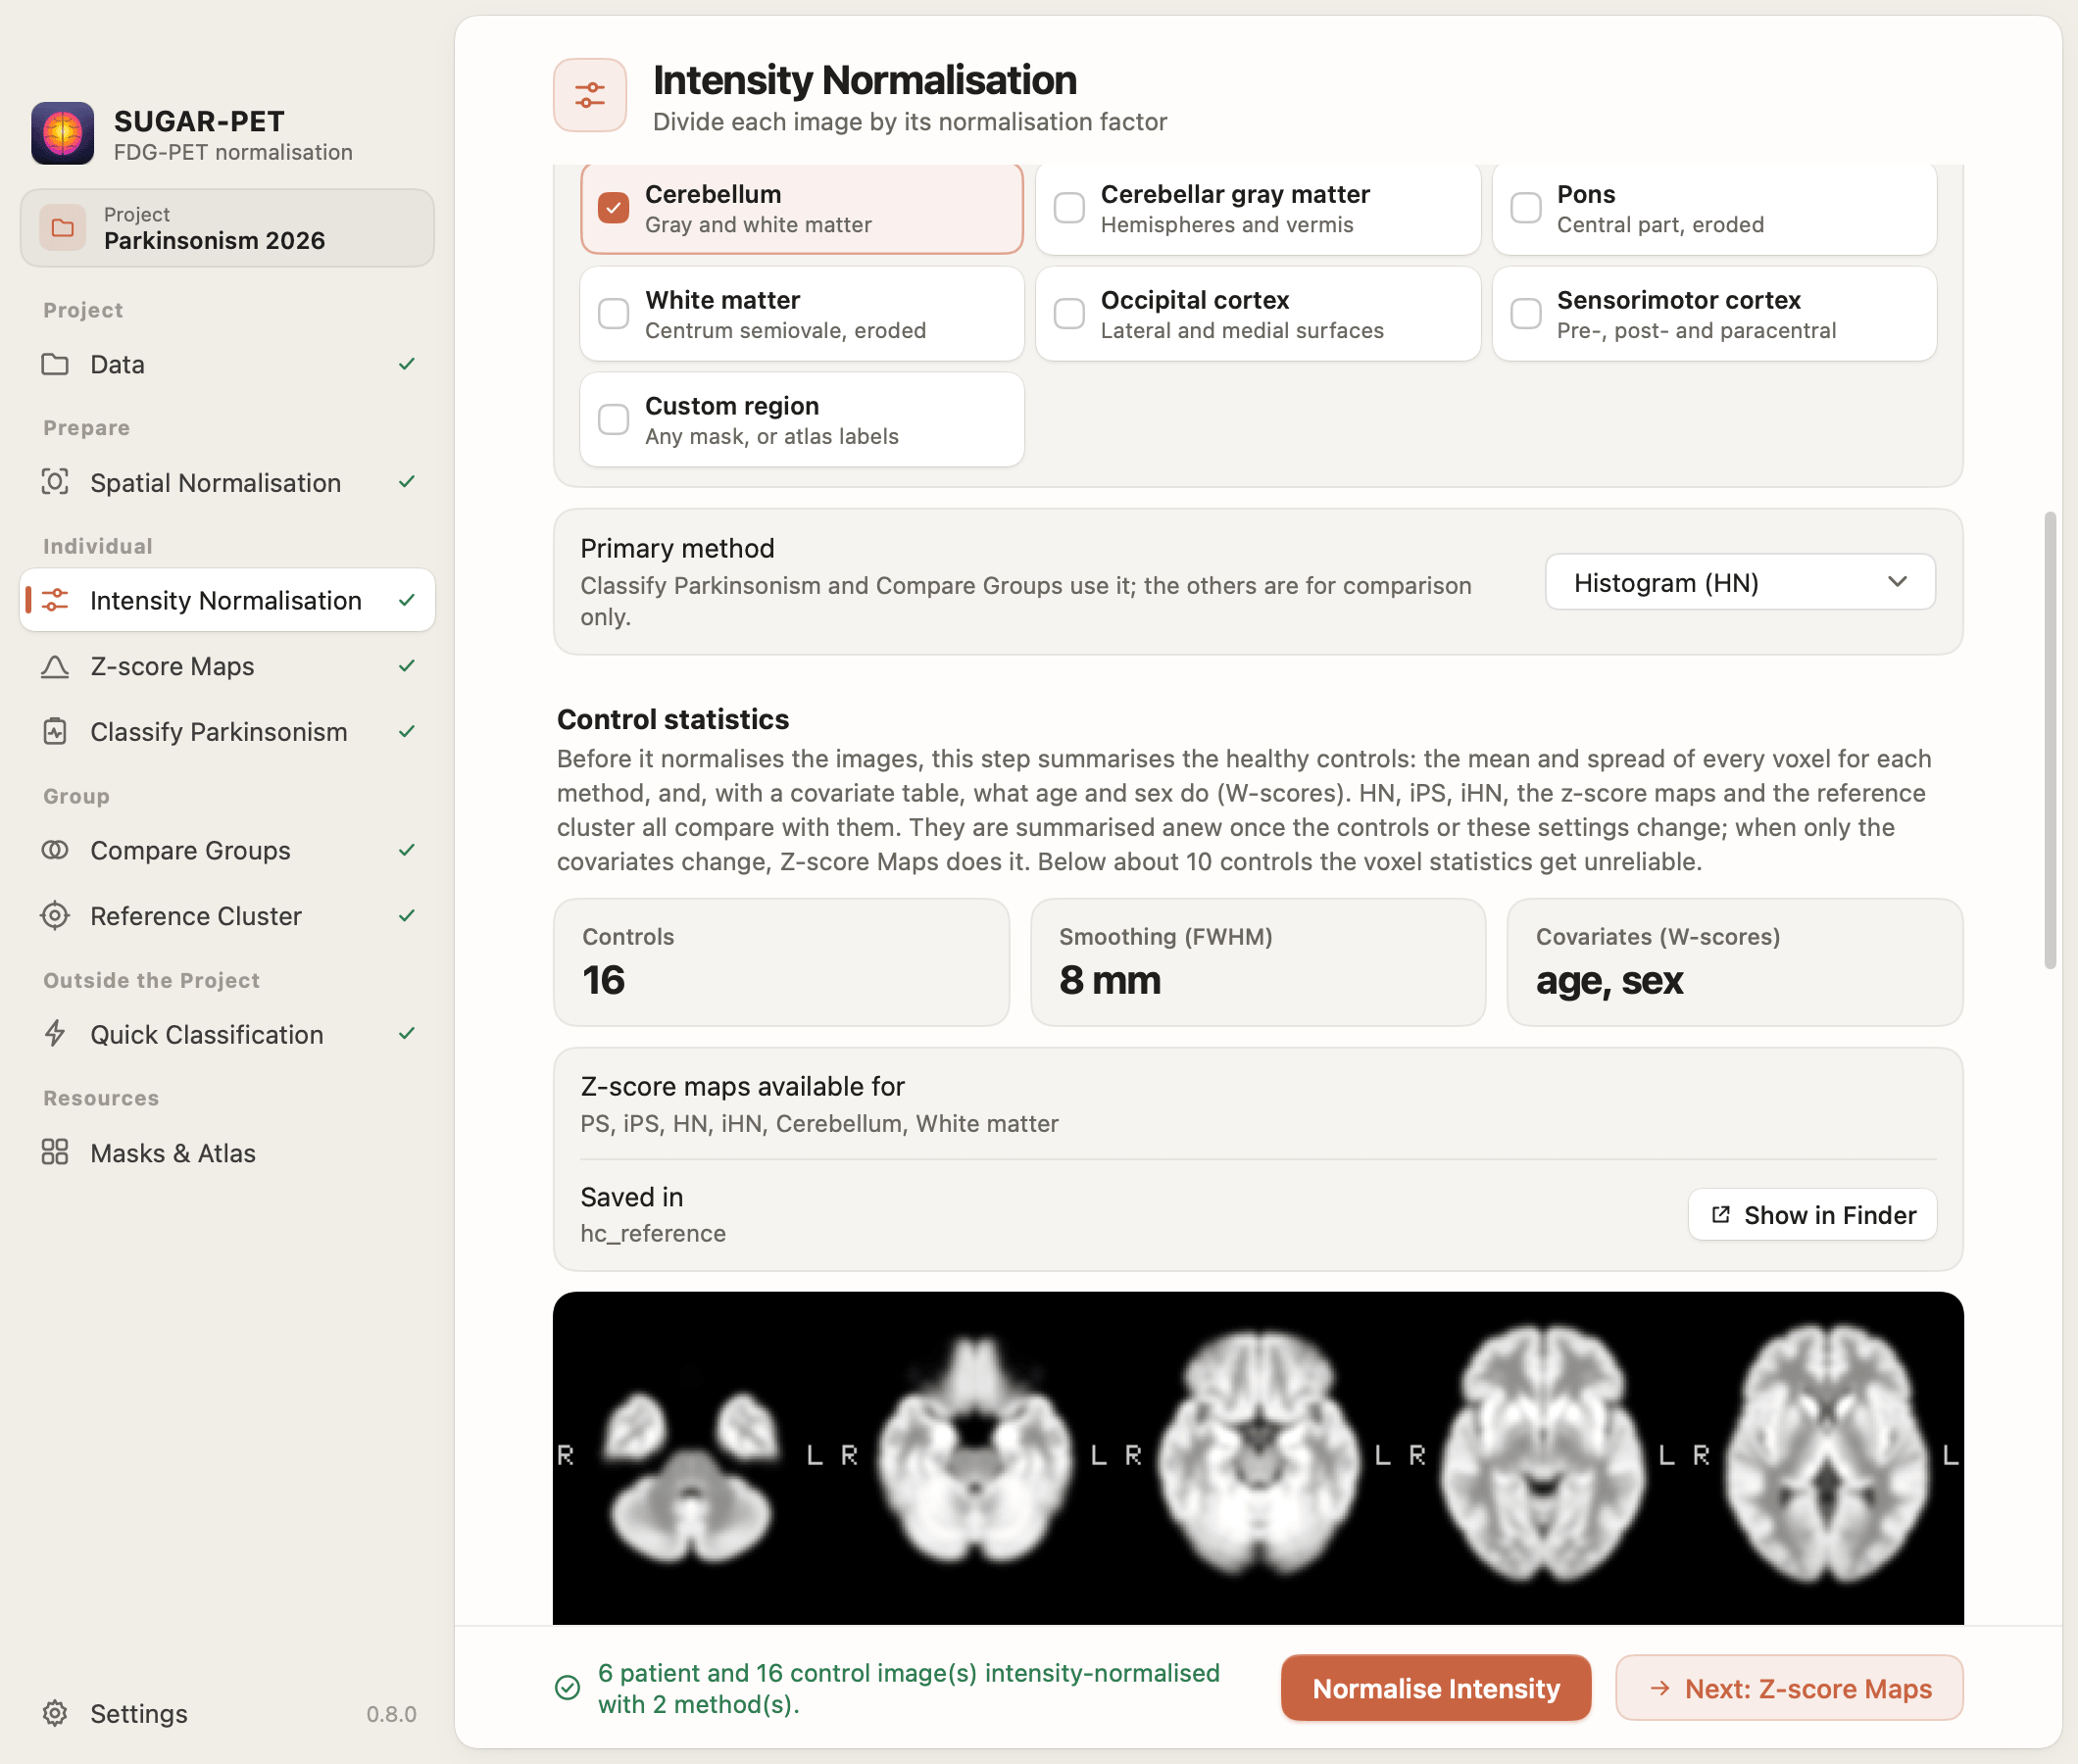 SUGAR-PET
FDG-PET normalisation
Project
Parkinsonism 2026
Project
Data
Prepare
Spatial Normalisation
Individual
Intensity Normalisation
Z-score Maps
Classify Parkinsonism
Group
Compare Groups
Reference Cluster
Outside the Project
Quick Classification
Resources
Masks & Atlas
Settings
0.8.0
Intensity Normalisation
Divide each image by its normalisation factor
Cerebellum
Gray and white matter
Cerebellar gray matter
Hemispheres and vermis
Pons
Central part, eroded
White matter
Centrum semiovale, eroded
Occipital cortex
Lateral and medial surfaces
Sensorimotor cortex
Pre-, post- and paracentral
Custom region
Any mask, or atlas labels
Primary method
Classify Parkinsonism and Compare Groups use it; the others are for comparison
only.
Histogram (HN)
Control statistics
Before it normalises the images, this step summarises the healthy controls: the mean and spread of every voxel for each
method, and, with a covariate table, what age and sex do (W-scores). HN, iPS, iHN, the z-score maps and the reference
cluster all compare with them. They are summarised anew once the controls or these settings change; when only the
covariates change, Z-score Maps does it. Below about 10 controls the voxel statistics get unreliable.
Controls
16
Smoothing (FWHM)
8 mm
Covariates (W-scores)
age, sex
Z-score maps available for
PS, iPS, HN, iHN, Cerebellum, White matter
Saved in
hc_reference
Show in Finder
R L R L R L R L R L
6 patient and 16 control image(s) intensity-normalised
with 2 method(s).
Normalise Intensity
Next: Z-score Maps